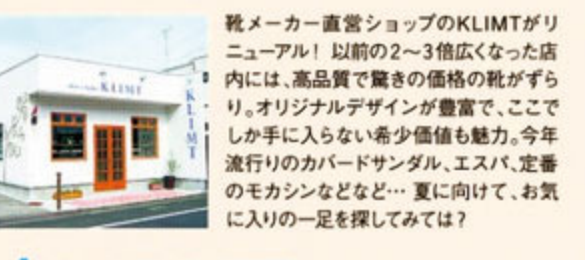 靴メーカー直営ショップのKLIMTがリ
ニューアル！ 以前の2〜3倍広くなった店
内には、高品質で驚きの価格の靴がずら
り。オリジナルデザインが豊富で、ここで
しか手に入らない希少価値も魅力。今年
流行りのカバードサンダル、エスパ、定番
のモカシンなどなど… 夏に向けて、お気
に入りの一足を探してみては？
KLIMT
KLIMT